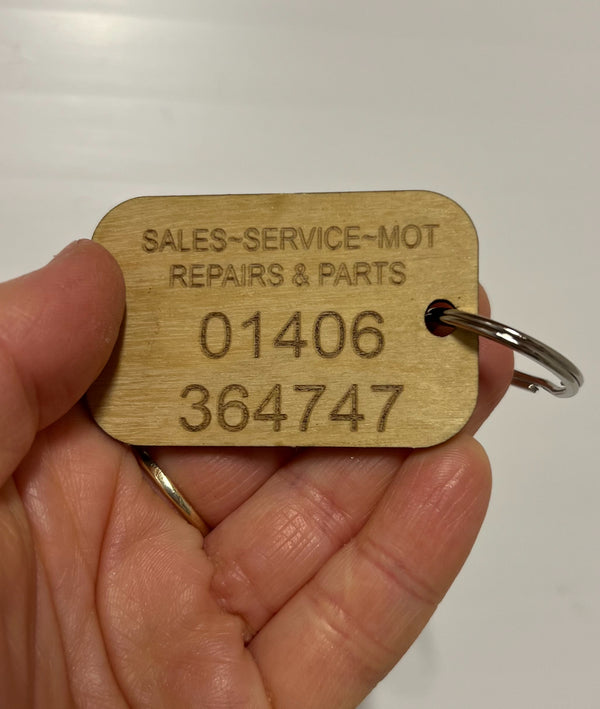 SALES~SERVICE~MOT
REPAIRS & PARTS
01406
364747